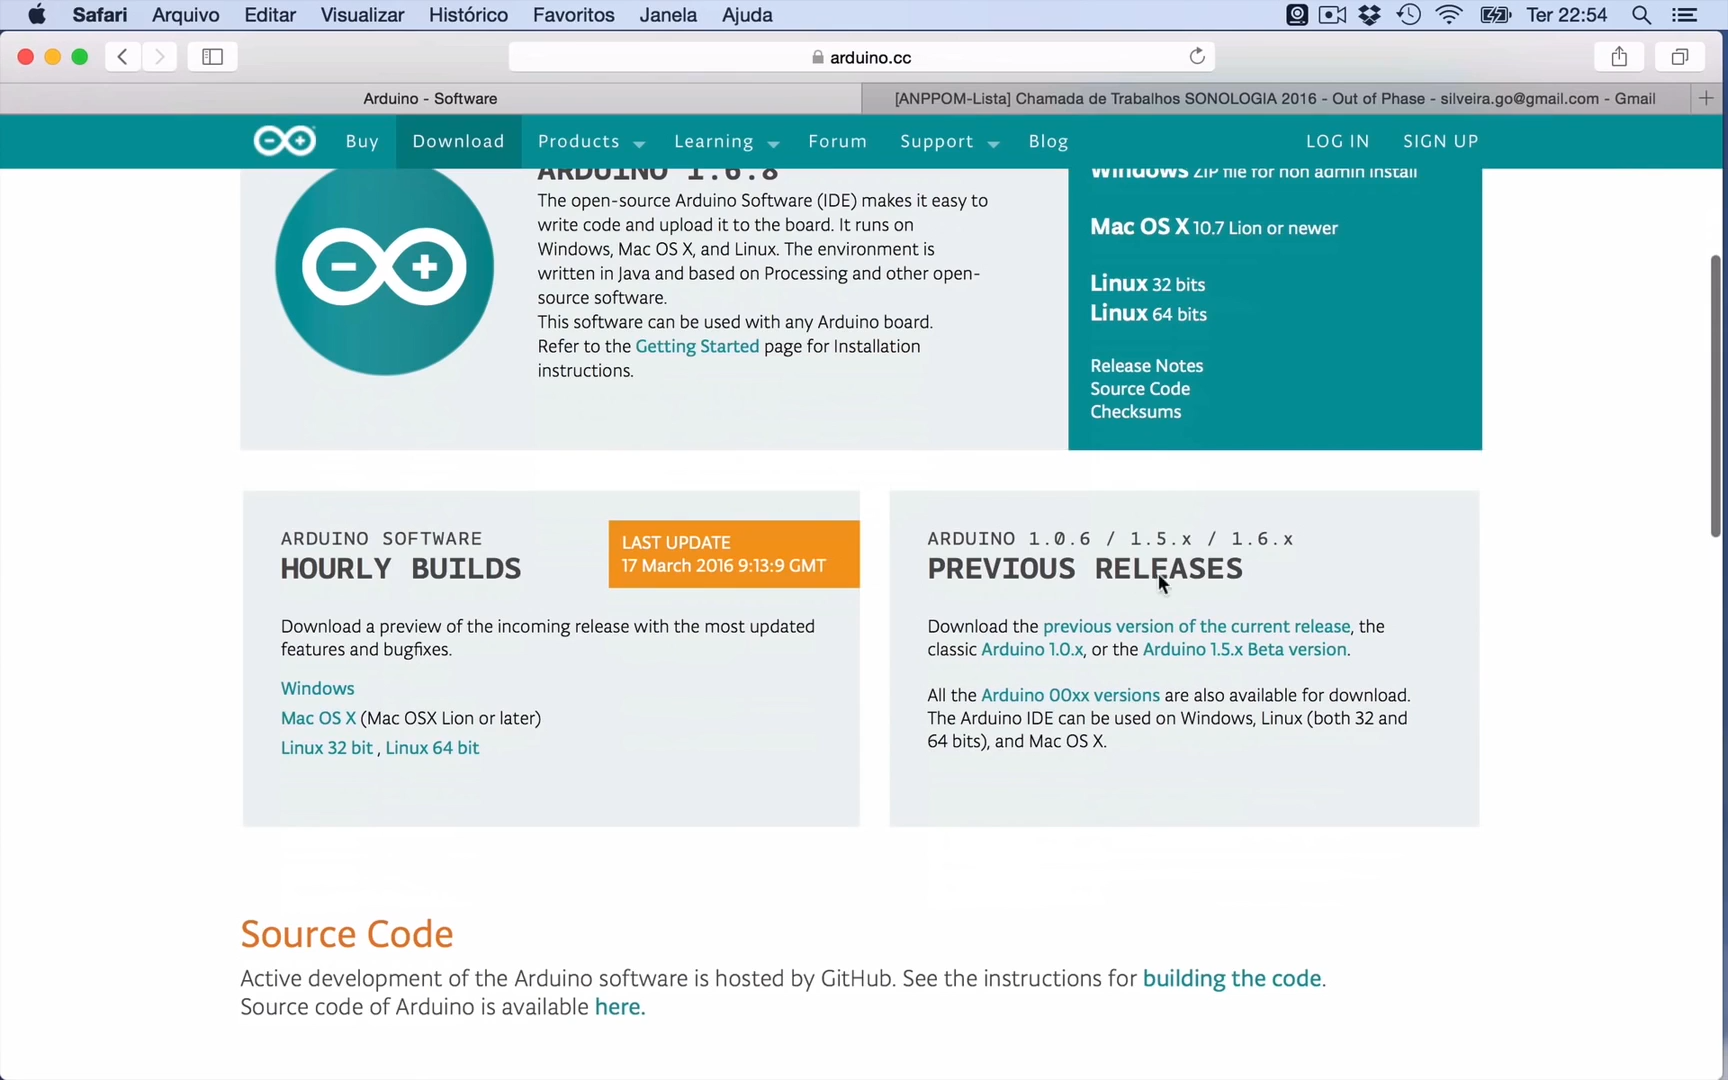 Safari Arquivo Editar Visualizar Histórico Favoritos Janela Ajuda Ter 22:54
arduino.cc
Arduino - Software
[ANPPOM-Lista] Chamada de Trabalhos SONOLOGIA 2016 - Out of Phase - silveira.go@gmail.com - Gmail
Buy Download Products Learning Forum Support Blog LOG IN SIGN UP
ARDUINO 1.6.8
The open-source Arduino Software (IDE) makes it easy to
write code and upload it to the board. It runs on
Windows, Mac OS X, and Linux. The environment is
written in Java and based on Processing and other open-
source software.
This software can be used with any Arduino board.
Refer to the Getting Started page for Installation
instructions.
Windows ZIP file for non admin install
Mac OS X 10.7 Lion or newer
Linux 32 bits
Linux 64 bits
Release Notes
Source Code
Checksums
ARDUINO SOFTWARE
HOURLY BUILDS
LAST UPDATE
17 March 2016 9:13:9 GMT
Download a preview of the incoming release with the most updated
features and bugfixes.
Windows
Mac OS X (Mac OSX Lion or later)
Linux 32 bit , Linux 64 bit
ARDUINO 1.0.6 / 1.5.x / 1.6.x
PREVIOUS RELEASES
Download the previous version of the current release, the
classic Arduino 1.0.x, or the Arduino 1.5.x Beta version.
All the Arduino 00xx versions are also available for download.
The Arduino IDE can be used on Windows, Linux (both 32 and
64 bits), and Mac OS X.
Source Code
Active development of the Arduino software is hosted by GitHub. See the instructions for building the code.
Source code of Arduino is available here.